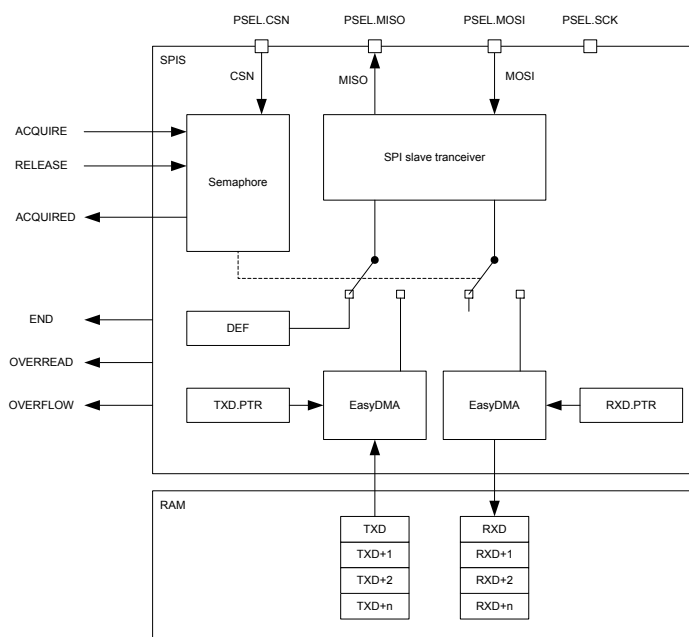 PSEL.CSN PSEL.MISO PSEL.MOSI PSEL.SCK
SPIS
CSN MISO MOSI
ACQUIRE
RELEASE
ACQUIRED
Semaphore
SPI slave tranceiver
END
OVERREAD
OVERFLOW
DEF
TXD.PTR EasyDMA EasyDMA RXD.PTR
RAM
TXD RXD
TXD+1 RXD+1
TXD+2 RXD+2
TXD+n RXD+n